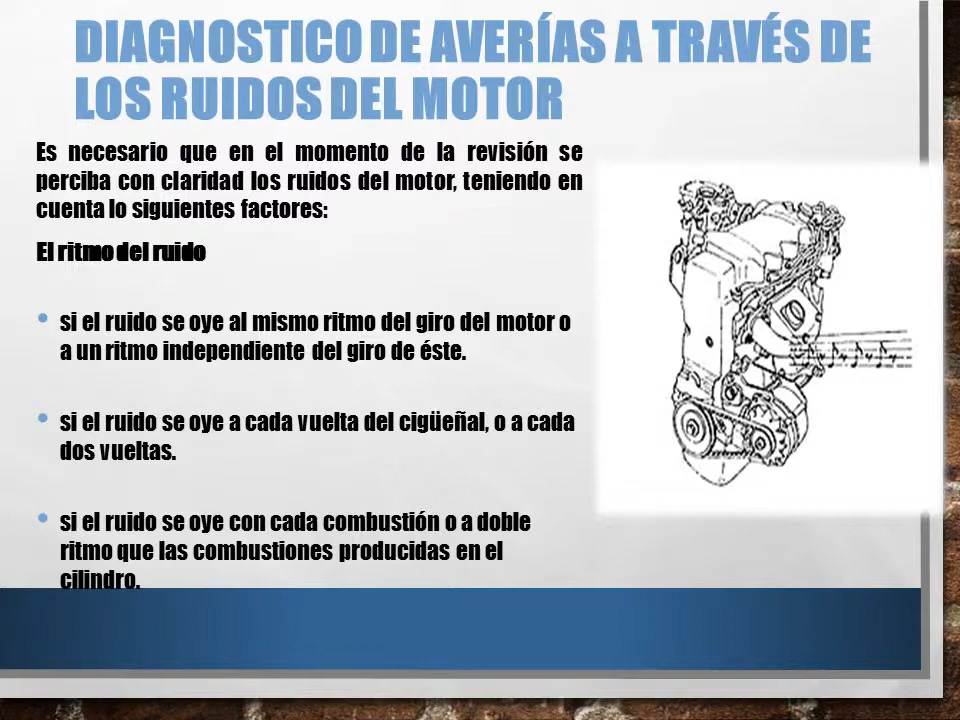 DIAGNOSTICO DE AVERÍAS A TRAVÉS DE
LOS RUIDOS DEL MOTOR
Es necesario que en el momento de la revisión se
perciba con claridad los ruidos del motor, teniendo en
cuenta lo siguientes factores:
El ritmo del ruido
• si el ruido se oye al mismo ritmo del giro del motor o
a un ritmo independiente del giro de éste.
• si el ruido se oye a cada vuelta del cigüeñal, o a cada
dos vueltas.
• si el ruido se oye con cada combustión o a doble
ritmo que las combustiones producidas en el
cilindro.